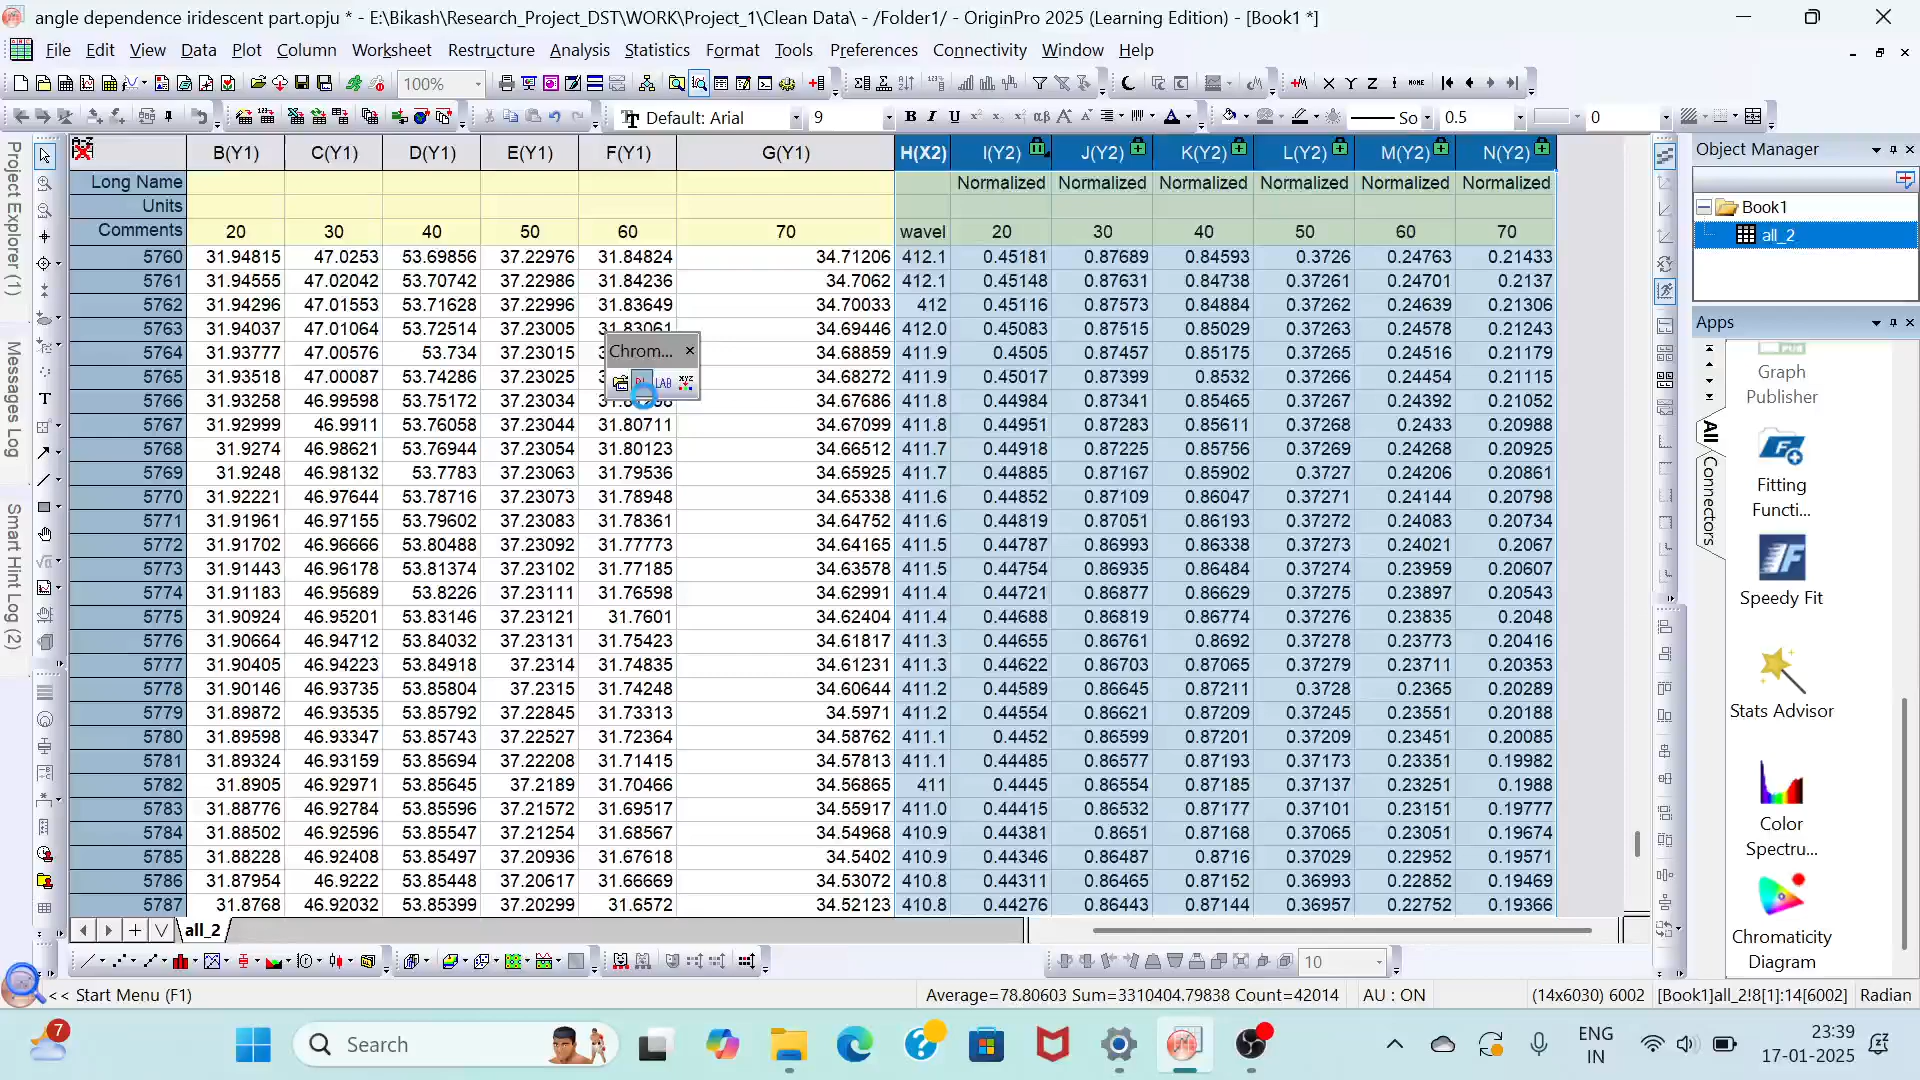 angle dependence iridescent part.opju * - E:\Bikash\Research_Project_DST\WORK\Project_1\Clean Data\ - /Folder1/ - OriginPro 2025 (Learning Edition) - [Book1 *]
File Edit View Data Plot Column Worksheet Restructure Analysis Statistics Format Tools Preferences Connectivity Window Help
100%
Default: Arial 9 B I U So 0.5 0
B(Y1) C(Y1) D(Y1) E(Y1) F(Y1) G(Y1) H(X2) I(Y2) J(Y2) K(Y2) L(Y2) M(Y2) N(Y2)
Long Name Normalized Normalized Normalized Normalized Normalized Normalized
Units
Comments 20 30 40 50 60 70 wavel 20 30 40 50 60 70
5760 31.94815 47.0253 53.69856 37.22976 31.84824 34.71206 412.1 0.45181 0.87689 0.84593 0.3726 0.24763 0.21433
5761 31.94555 47.02042 53.70742 37.22986 31.84236 34.7062 412.1 0.45148 0.87631 0.84738 0.37261 0.24701 0.2137
5762 31.94296 47.01553 53.71628 37.22996 31.83649 34.70033 412 0.45116 0.87573 0.84884 0.37262 0.24639 0.21306
5763 31.94037 47.01064 53.72514 37.23005 31.83061 34.69446 412.0 0.45083 0.87515 0.85029 0.37263 0.24578 0.21243
5764 31.93777 47.00576 53.734 37.23015 34.68859 411.9 0.4505 0.87457 0.85175 0.37265 0.24516 0.21179
5765 31.93518 47.00087 53.74286 37.23025 34.68272 411.9 0.45017 0.87399 0.8532 0.37266 0.24454 0.21115
5766 31.93258 46.99598 53.75172 37.23034 34.67686 411.8 0.44984 0.87341 0.85465 0.37267 0.24392 0.21052
5767 31.92999 46.9911 53.76058 37.23044 31.80711 34.67099 411.8 0.44951 0.87283 0.85611 0.37268 0.2433 0.20988
5768 31.9274 46.98621 53.76944 37.23054 31.80123 34.66512 411.7 0.44918 0.87225 0.85756 0.37269 0.24268 0.20925
5769 31.9248 46.98132 53.7783 37.23063 31.79536 34.65925 411.7 0.44885 0.87167 0.85902 0.3727 0.24206 0.20861
5770 31.92221 46.97644 53.78716 37.23073 31.78948 34.65338 411.6 0.44852 0.87109 0.86047 0.37271 0.24144 0.20798
5771 31.91961 46.97155 53.79602 37.23083 31.78361 34.64752 411.6 0.44819 0.87051 0.86193 0.37272 0.24083 0.20734
5772 31.91702 46.96666 53.80488 37.23092 31.77773 34.64165 411.5 0.44787 0.86993 0.86338 0.37273 0.24021 0.2067
5773 31.91443 46.96178 53.81374 37.23102 31.77185 34.63578 411.5 0.44754 0.86935 0.86484 0.37274 0.23959 0.20607
5774 31.91183 46.95689 53.8226 37.23111 31.76598 34.62991 411.4 0.44721 0.86877 0.86629 0.37275 0.23897 0.20543
5775 31.90924 46.95201 53.83146 37.23121 31.7601 34.62404 411.4 0.44688 0.86819 0.86774 0.37276 0.23835 0.2048
5776 31.90664 46.94712 53.84032 37.23131 31.75423 34.61817 411.3 0.44655 0.86761 0.8692 0.37278 0.23773 0.20416
5777 31.90405 46.94223 53.84918 37.2314 31.74835 34.61231 411.3 0.44622 0.86703 0.87065 0.37279 0.23711 0.20353
5778 31.90146 46.93735 53.85804 37.2315 31.74248 34.60644 411.2 0.44589 0.86645 0.87211 0.3728 0.2365 0.20289
5779 31.89872 46.93535 53.85792 37.22845 31.73313 34.5971 411.2 0.44554 0.86621 0.87209 0.37245 0.23551 0.20188
5780 31.89598 46.93347 53.85743 37.22527 31.72364 34.58762 411.1 0.4452 0.86599 0.87201 0.37209 0.23451 0.20085
5781 31.89324 46.93159 53.85694 37.22208 31.71415 34.57813 411.1 0.44485 0.86577 0.87193 0.37173 0.23351 0.19982
5782 31.8905 46.92971 53.85645 37.2189 31.70466 34.56865 411 0.4445 0.86554 0.87185 0.37137 0.23251 0.1988
5783 31.88776 46.92784 53.85596 37.21572 31.69517 34.55917 411.0 0.44415 0.86532 0.87177 0.37101 0.23151 0.19777
5784 31.88502 46.92596 53.85547 37.21254 31.68567 34.54968 410.9 0.44381 0.8651 0.87168 0.37065 0.23051 0.19674
5785 31.88228 46.92408 53.85497 37.20936 31.67618 34.5402 410.9 0.44346 0.86487 0.8716 0.37029 0.22952 0.19571
5786 31.87954 46.9222 53.85448 37.20617 31.66669 34.53072 410.8 0.44311 0.86465 0.87152 0.36993 0.22852 0.19469
5787 31.8768 46.92032 53.85399 37.20299 31.6572 34.52123 410.8 0.44276 0.86443 0.87144 0.36957 0.22752 0.19366
Chrom...
LAB XYZ
Project Explorer (1)
Messages Log
Smart Hint Log (2)
Object Manager
Book1
all_2
Apps
All
Connectors
Graph
Publisher
Fitting
Functi...
Speedy Fit
Stats Advisor
Color
Spectru...
Chromaticity
Diagram
all_2
10
<< Start Menu (F1) Average=78.80603 Sum=3310404.79838 Count=42014 AU : ON (14x6030) 6002 [Book1]all_2!8[1]:14[6002] Radian
7 Search ENG
IN
23:39
17-01-2025